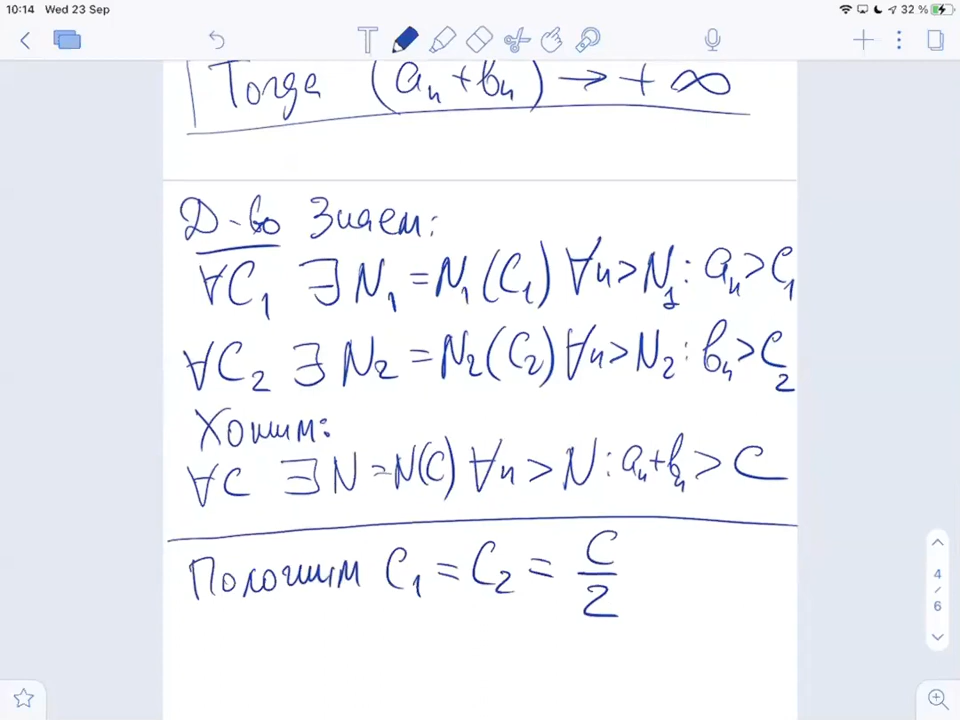 10:14 Wed 23 Sep 32 %
T
Тогда (aₙ + bₙ) → + ∞
Д-во Знаем:
∀C₁ ∃ N₁ = N₁(C₁) ∀n > N₁ : aₙ > C₁
∀C₂ ∃ N₂ = N₂(C₂) ∀n > N₂ : bₙ > C₂
Хотим:
∀C ∃ N = N(C) ∀n > N : aₙ + bₙ > C
Положим C₁ = C₂ = C/2
4
/
6